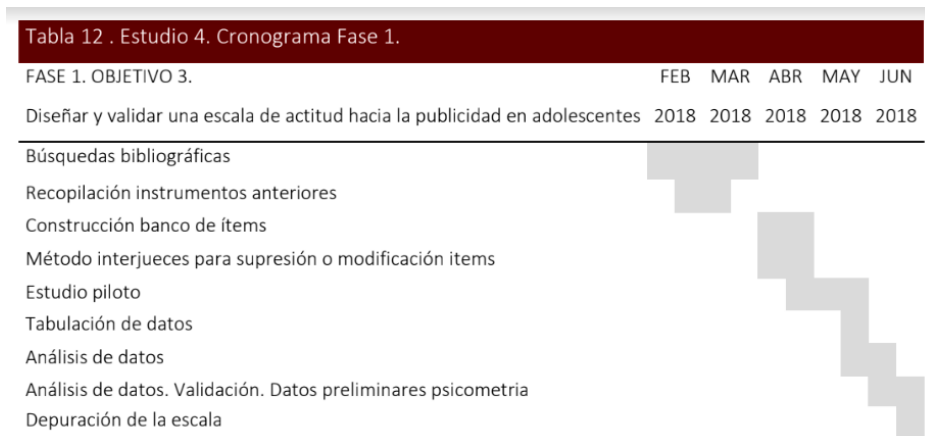 Tabla 12 . Estudio 4. Cronograma Fase 1.
FASE 1. OBJETIVO 3. FEB MAR ABR MAY JUN
Diseñar y validar una escala de actitud hacia la publicidad en adolescentes 2018 2018 2018 2018 2018
Búsquedas bibliográficas
Recopilación instrumentos anteriores
Construcción banco de ítems
Método interjueces para supresión o modificación items
Estudio piloto
Tabulación de datos
Análisis de datos
Análisis de datos. Validación. Datos preliminares psicometria
Depuración de la escala